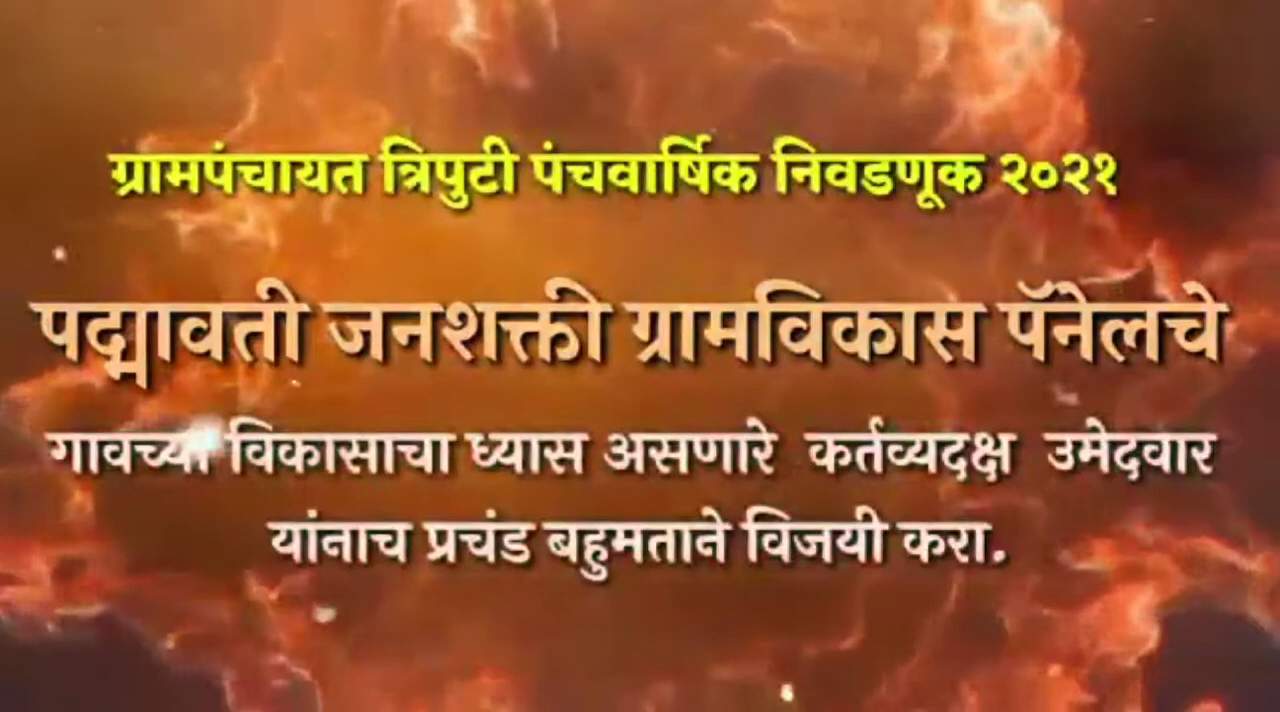 ग्रामपंचायत त्रिपुटी पंचवार्षिक निवडणूक २०२१
पद्मावती जनशक्ती ग्रामविकास पॅनेलचे
गावच्या विकासाचा ध्यास असणारे कर्तव्यदक्ष उमेदवार
यांनाच प्रचंड बहुमताने विजयी करा.